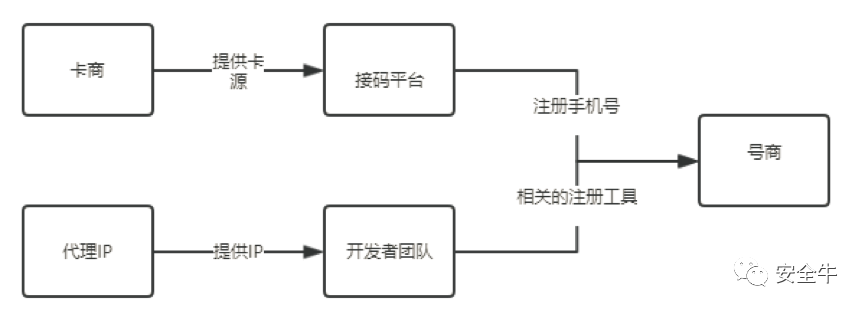 卡商
提供卡
源
接码平台
注册手机号
号商
相关的注册工具
代理IP
提供IP
开发者团队
安全牛